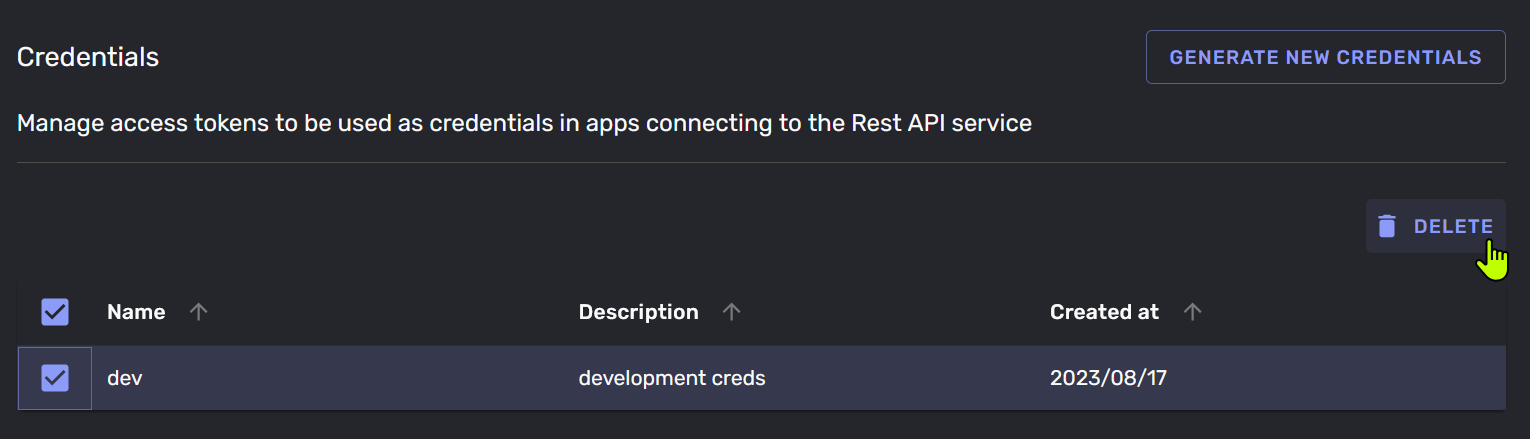 Credentials
GENERATE NEW CREDENTIALS
Manage access tokens to be used as credentials in apps connecting to the Rest API service
DELETE
Name Description Created at
dev development creds 2023/08/17